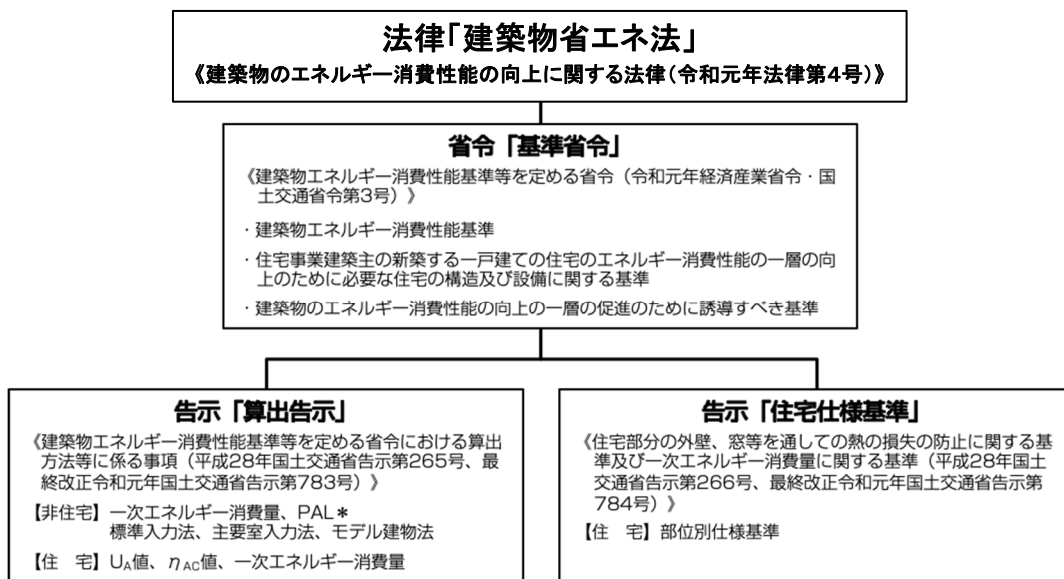 法律「建築物省エネ法」
《建築物のエネルギー消費性能の向上に関する法律(令和元年法律第4号)》
省令「基準省令」
《建築物エネルギー消費性能基準等を定める省令（令和元年経済産業省令・国
土交通省令第3号）》
・建築物エネルギー消費性能基準
・住宅事業建築主の新築する一戸建ての住宅のエネルギー消費性能の一層の向
上のために必要な住宅の構造及び設備に関する基準
・建築物のエネルギー消費性能の向上の一層の促進のために誘導すべき基準
告示「算出告示」
《建築物エネルギー消費性能基準等を定める省令における算出
方法等に係る事項（平成28年国土交通省告示第265号、最
終改正令和元年国土交通省告示第783号）》
【非住宅】一次エネルギー消費量、PAL＊
標準入力法、主要室入力法、モデル建物法
【住　宅】UA値、ηAC値、一次エネルギー消費量
告示「住宅仕様基準」
《住宅部分の外壁、窓等を通しての熱の損失の防止に関する基
準及び一次エネルギー消費量に関する基準（平成28年国土
交通省告示第266号、最終改正令和元年国土交通省告示第
784号）》
【住　宅】部位別仕様基準